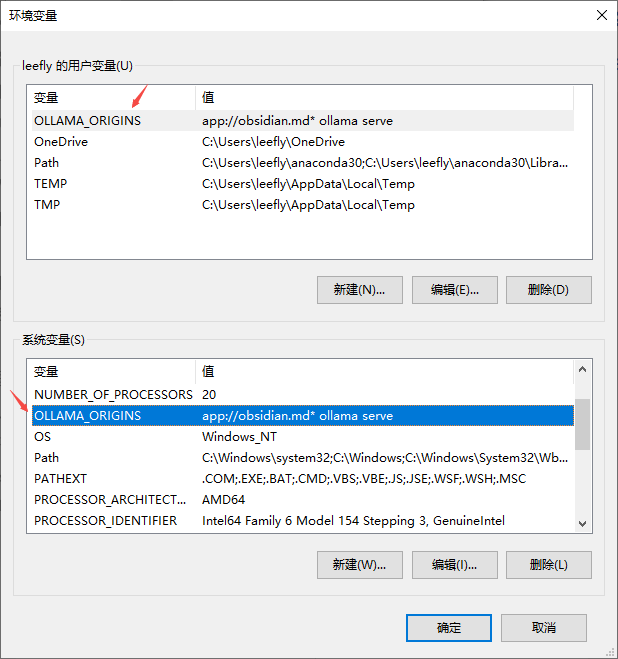 环境变量
leefly 的用户变量(U)
变量 值
OLLAMA_ORIGINS app://obsidian.md* ollama serve
OneDrive C:\Users\leefly\OneDrive
Path C:\Users\leefly\anaconda30;C:\Users\leefly\anaconda30\Libra...
TEMP C:\Users\leefly\AppData\Local\Temp
TMP C:\Users\leefly\AppData\Local\Temp
新建(N)... 编辑(E)... 删除(D)
系统变量(S)
变量 值
NUMBER_OF_PROCESSORS 20
OLLAMA_ORIGINS app://obsidian.md* ollama serve
OS Windows_NT
Path C:\Windows\system32;C:\Windows;C:\Windows\System32\Wb...
PATHEXT .COM;.EXE;.BAT;.CMD;.VBS;.VBE;.JS;.JSE;.WSF;.WSH;.MSC
PROCESSOR_ARCHITECT... AMD64
PROCESSOR_IDENTIFIER Intel64 Family 6 Model 154 Stepping 3, GenuineIntel
新建(W)... 编辑(I)... 删除(L)
确定 取消